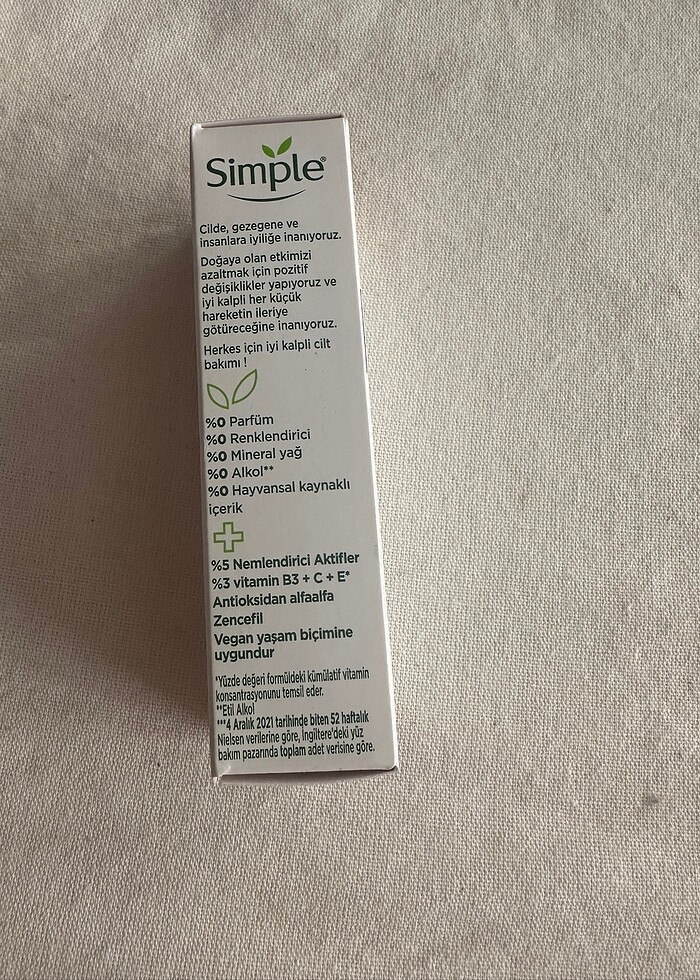 Simple®
Cilde, gezegene ve
insanlara iyiliğe inanıyoruz.
Doğaya olan etkimizi
azaltmak için pozitif
değişiklikler yapıyoruz ve
iyi kalpli her küçük
hareketin ileriye
götüreceğine inanıyoruz.
Herkes için iyi kalpli cilt
bakımı !
%0 Parfüm
%0 Renklendirici
%0 Mineral yağ
%0 Alkol**
%0 Hayvansal kaynaklı
içerik
%5 Nemlendirici Aktifler
%3 vitamin B3 + C + E*
Antioksidan alfaalfa
Zencefil
Vegan yaşam biçimine
uygundur
*Yüzde değeri formüldeki kümülatif vitamin
konsantrasyonunu temsil eder.
**Etil Alkol
***4 Aralık 2021 tarihinde biten 52 haftalık
Nielsen verilerine göre, İngiltere'deki yüz
bakım pazarında toplam adet verisine göre.